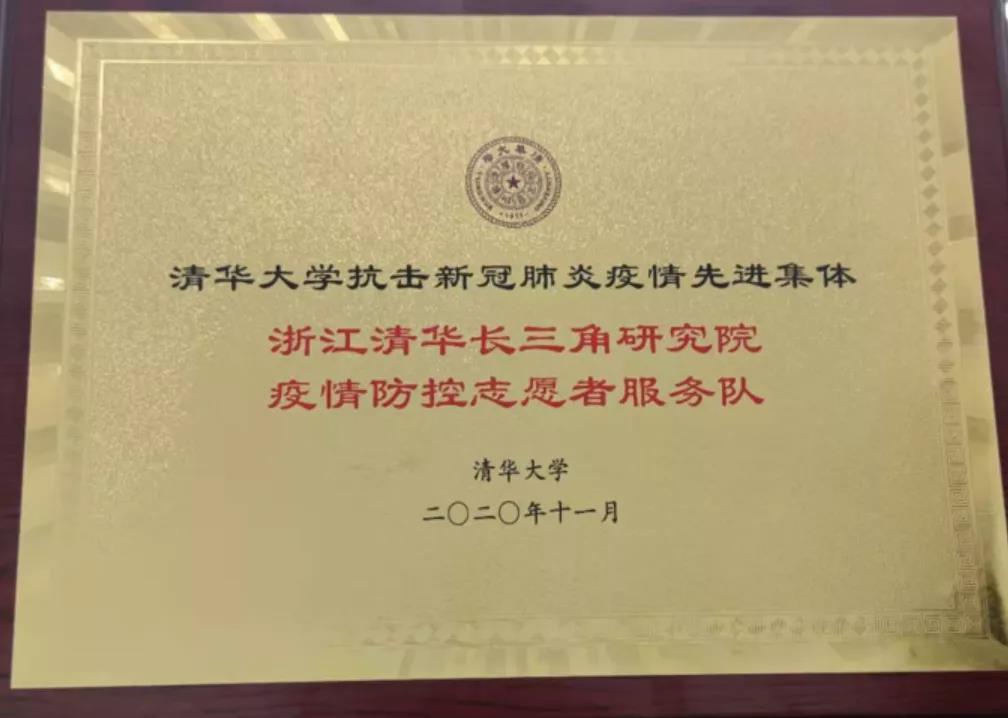 清华大学抗击新冠肺炎疫情先进集体
浙江清华长三角研究院
疫情防控志愿者服务队
清华大学
二〇二〇年十一月